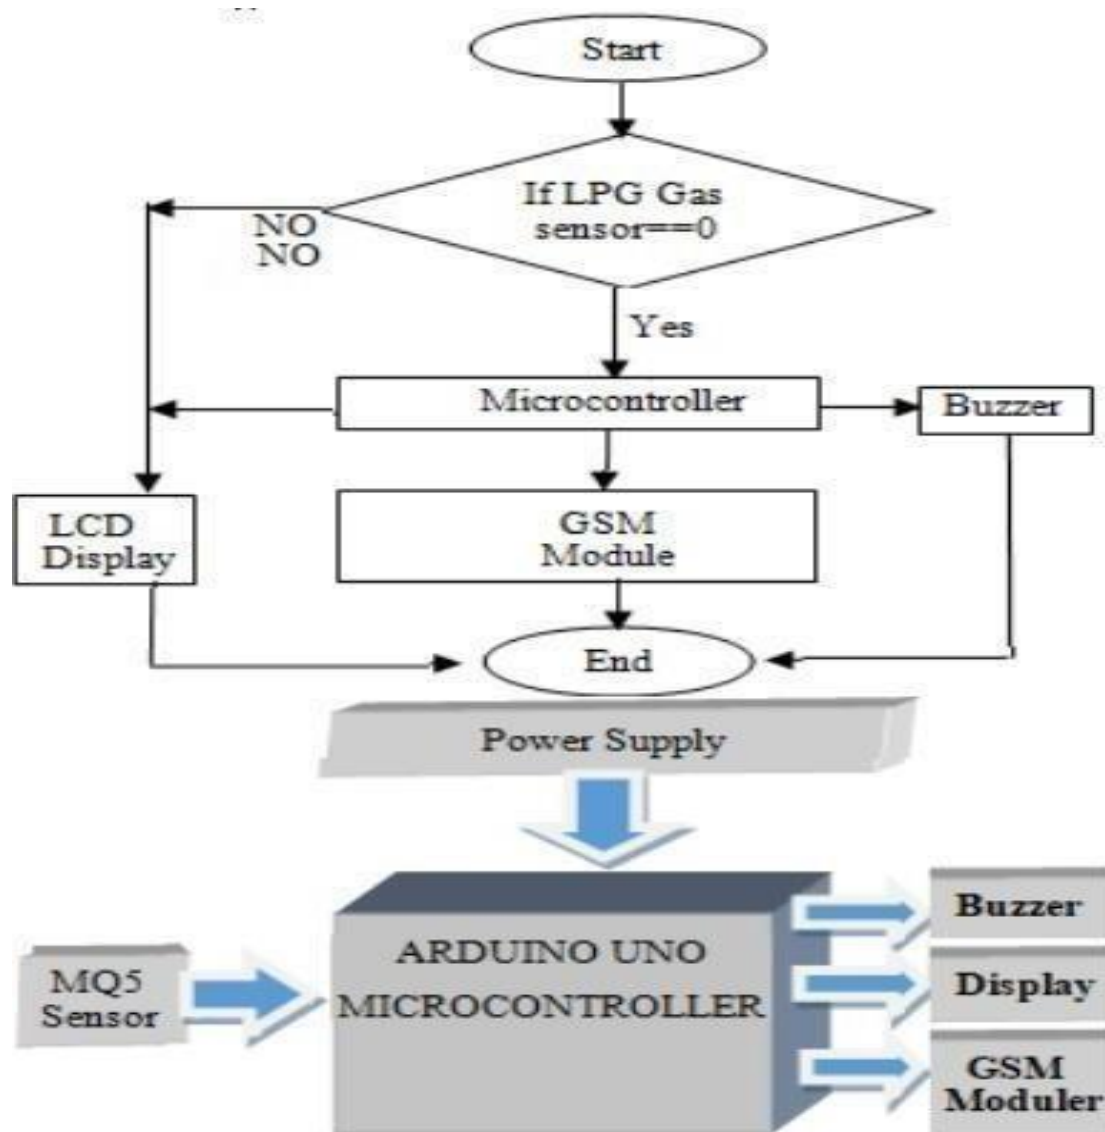 Start
If LPG Gas
sensor==0
NO
NO
Yes
Microcontroller
Buzzer
LCD
Display
GSM
Module
End
Power Supply
MQ5
Sensor
ARDUINO UNO
MICROCONTROLLER
Buzzer
Display
GSM
Moduler